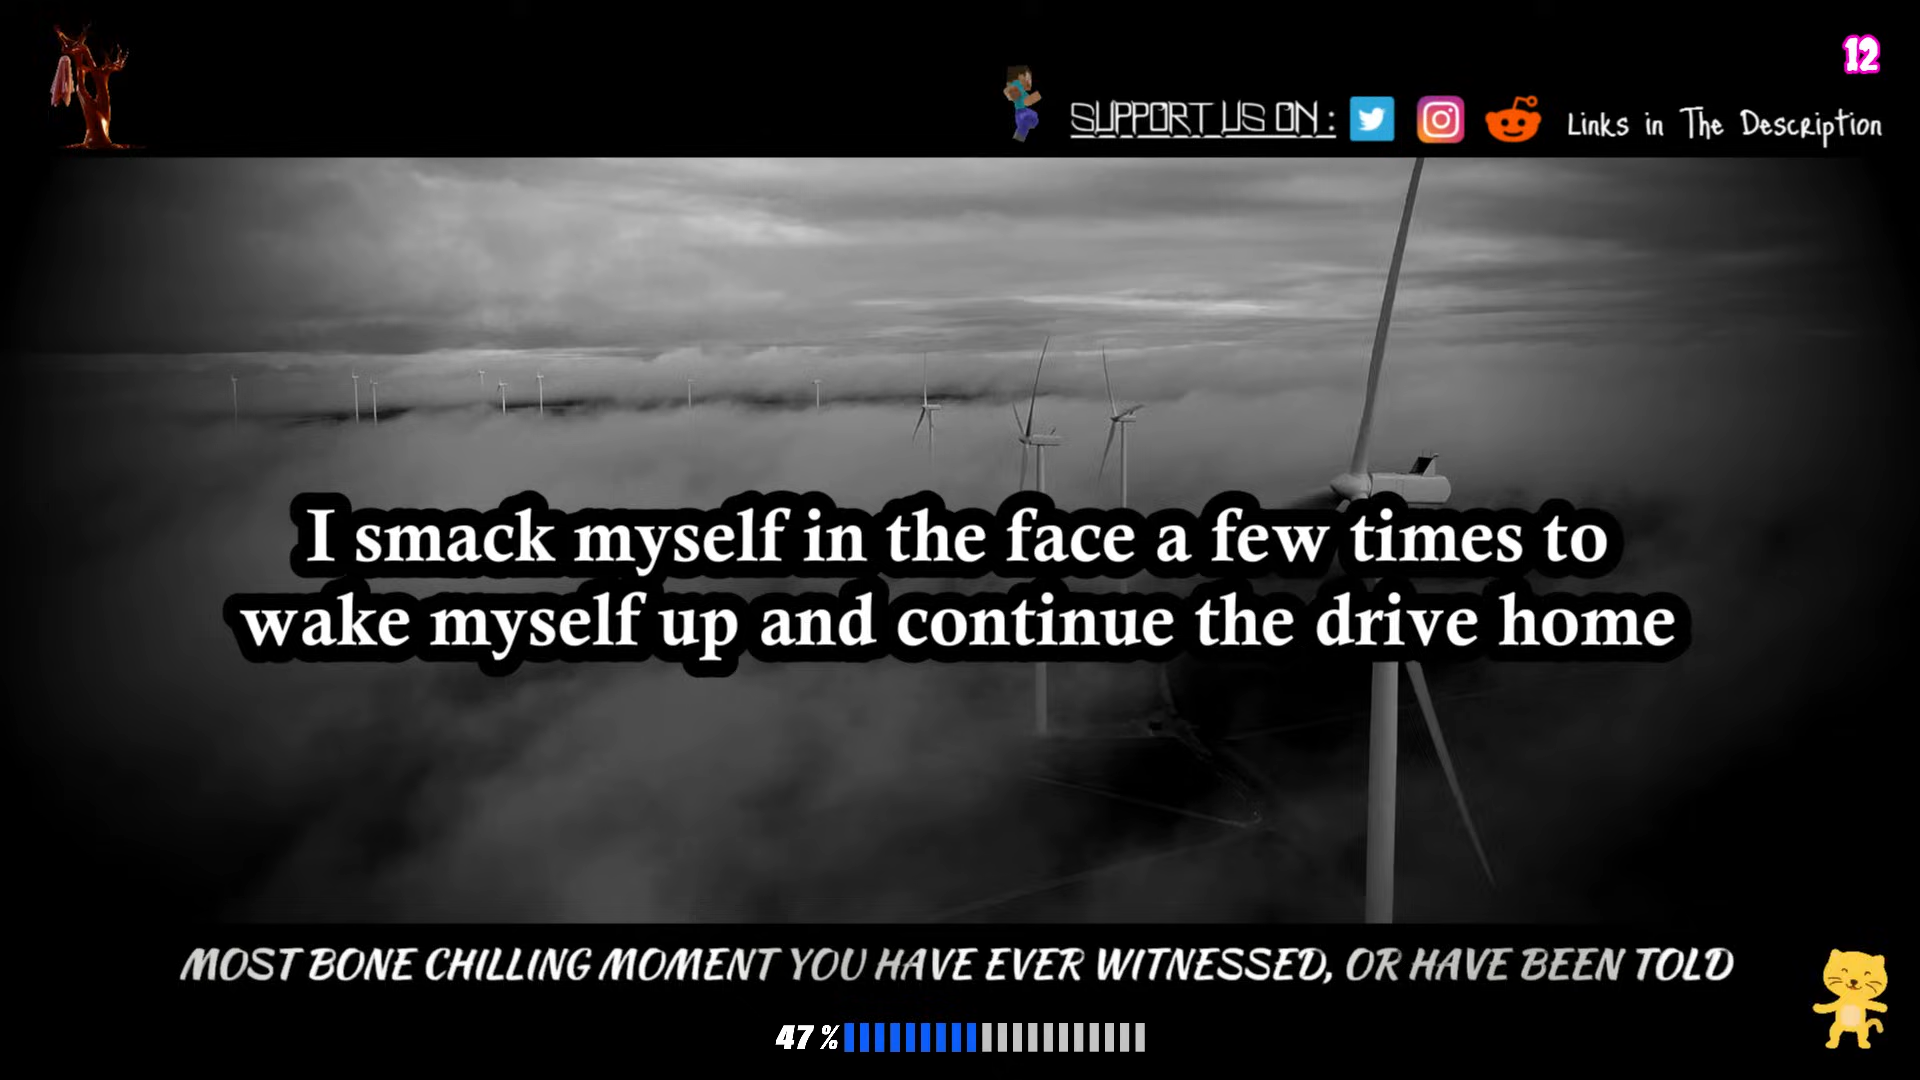 12
SUPPORT US ON :
Links in The Description
I smack myself in the face a few times to
wake myself up and continue the drive home
MOST BONE CHILLING MOMENT YOU HAVE EVER WITNESSED, OR HAVE BEEN TOLD
47 %